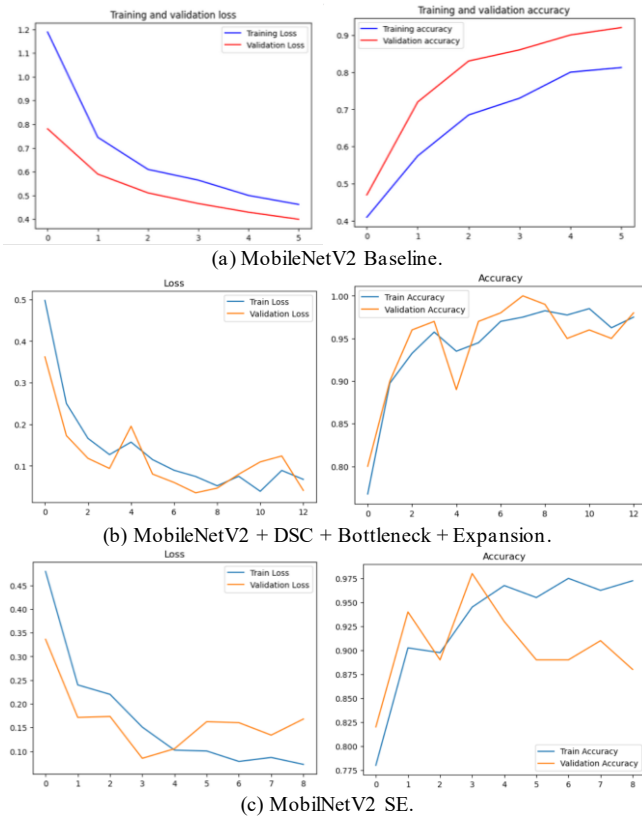 Training and validation loss
Training and validation accuracy
1.2
1.1
1.0
0.9
0.8
0.7
0.6
0.5
0.4
Training Loss
Validation Loss
0 1 2 3 4 5
0.9
0.8
0.7
0.6
0.5
0.4
Training accuracy
Validation accuracy
0 1 2 3 4 5
(a) MobileNetV2 Baseline.
Loss
Accuracy
0.5
0.4
0.3
0.2
0.1
Train Loss
Validation Loss
0 2 4 6 8 10 12
1.00
0.95
0.90
0.85
0.80
Train Accuracy
Validation Accuracy
0 2 4 6 8 10 12
(b) MobileNetV2 + DSC + Bottleneck + Expansion.
Loss
Accuracy
0.45
0.40
0.35
0.30
0.25
0.20
0.15
0.10
Train Loss
Validation Loss
0 1 2 3 4 5 6 7 8
0.975
0.950
0.925
0.900
0.875
0.850
0.825
0.800
0.775
Train Accuracy
Validation Accuracy
0 1 2 3 4 5 6 7 8
(c) MobilNetV2 SE.